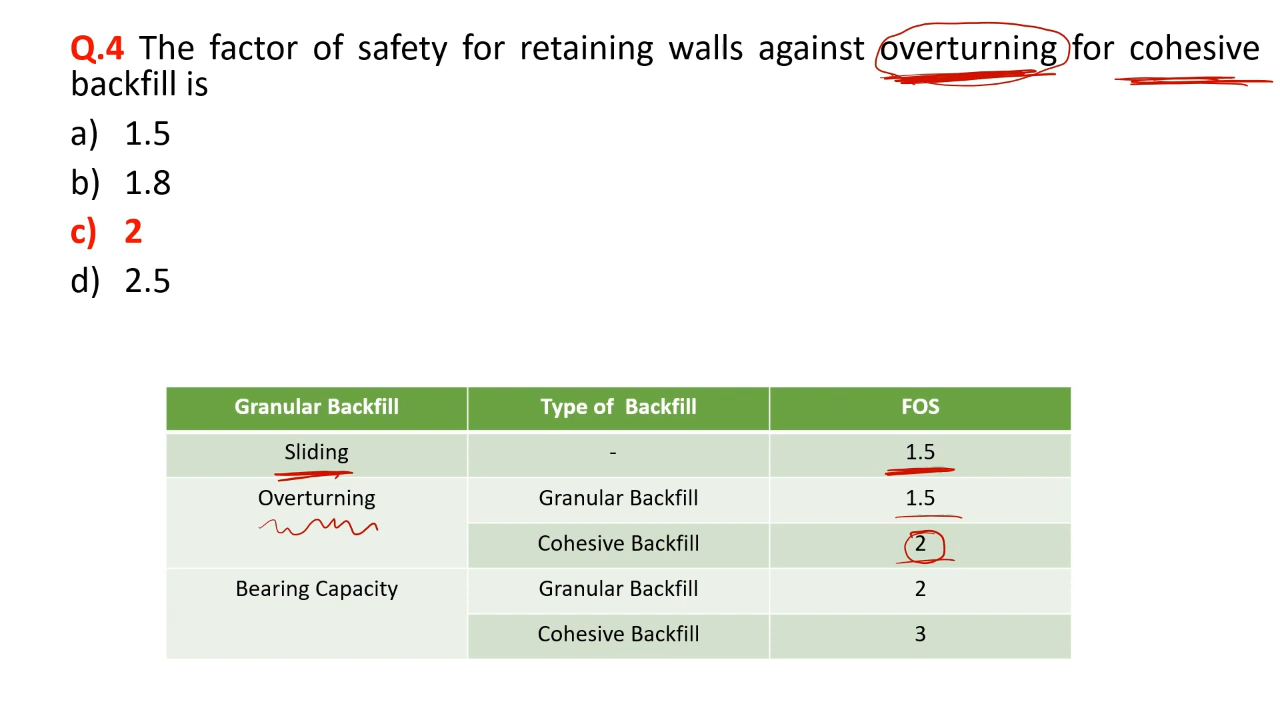 Q.4 The factor of safety for retaining walls against overturning for cohesive
backfill is
a) 1.5
b) 1.8
c) 2
d) 2.5
Granular Backfill Type of Backfill FOS
Sliding - 1.5
Overturning Granular Backfill 1.5
Cohesive Backfill 2
Bearing Capacity Granular Backfill 2
Cohesive Backfill 3